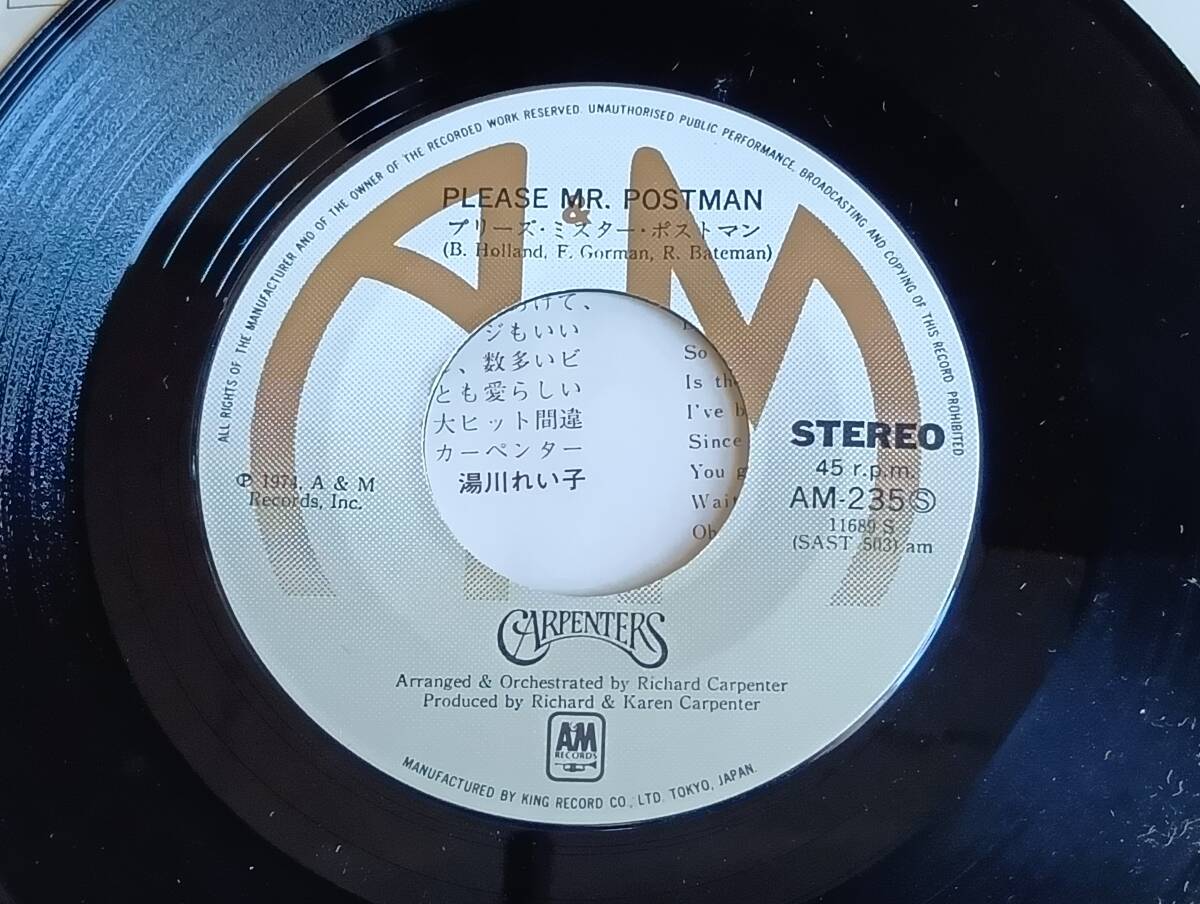 ALL RIGHTS OF THE MANUFACTURER AND OF THE OWNER OF THE RECORDED WORK RESERVED. UNAUTHORISED PUBLIC PERFORMANCE, BROADCASTING AND COPYING OF THIS RECORD PROHIBITED
PLEASE MR. POSTMAN
&
プリーズ・ミスター・ポストマン
(B. Holland, F. Gorman, R. Bateman)
けて、
ジもいい
、数多いビ
とも愛らしい
大ヒット間違
カーペンター
湯川れい子
So
Is
I've
Since
You
Wait
Oh
STEREO
45 r.p.m.
AM-235Ⓢ
11689 S
(SAST 503) am
Ⓟ 1974. A & M
Records, Inc.
CARPENTERS
Arranged & Orchestrated by Richard Carpenter
Produced by Richard & Karen Carpenter
A&M
RECORDS
MANUFACTURED BY KING RECORD CO., LTD. TOKYO, JAPAN.